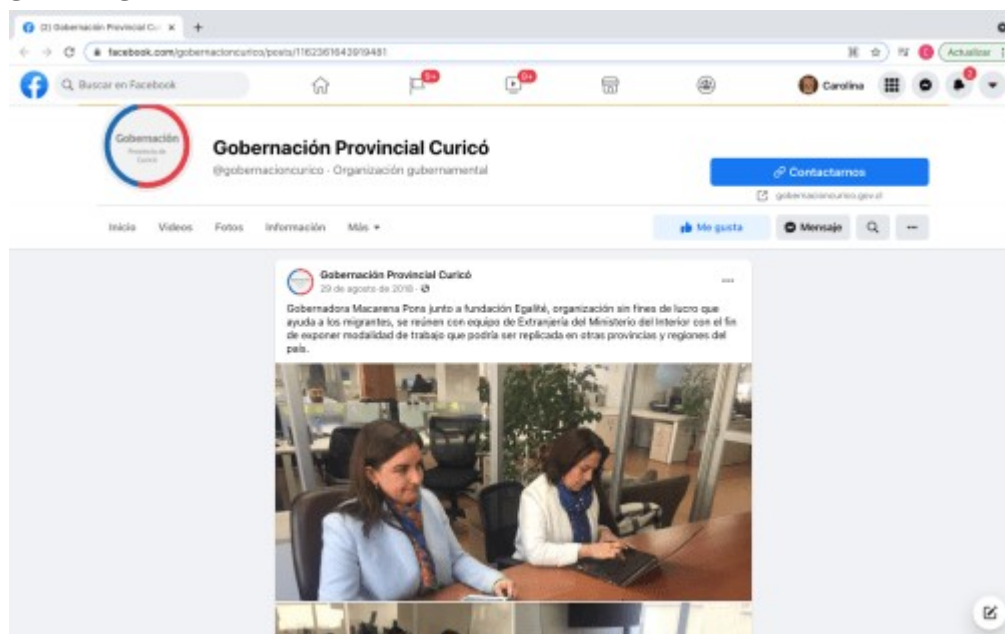 (2) Gobernación Provincial Cu
facebook.com/gobernacioncurico/posts/1162361643919481
Actualizar
Buscar en Facebook
9+
9+
Carolina
2
Gobernación
Provincia de
Curicó
Gobernación Provincial Curicó
@gobernacioncurico · Organización gubernamental
Contactarnos
gobernacioncurico.gov.cl
Inicio Videos Fotos Información Más
Me gusta Mensaje
Gobernación Provincial Curicó
29 de agosto de 2018
Gobernadora Macarena Pons junto a fundación Egalité, organización sin fines de lucro que
ayuda a los migrantes, se reúnen con equipo de Extranjería del Ministerio del Interior con el fin
de exponer modalidad de trabajo que podría ser replicada en otras provincias y regiones del
país.